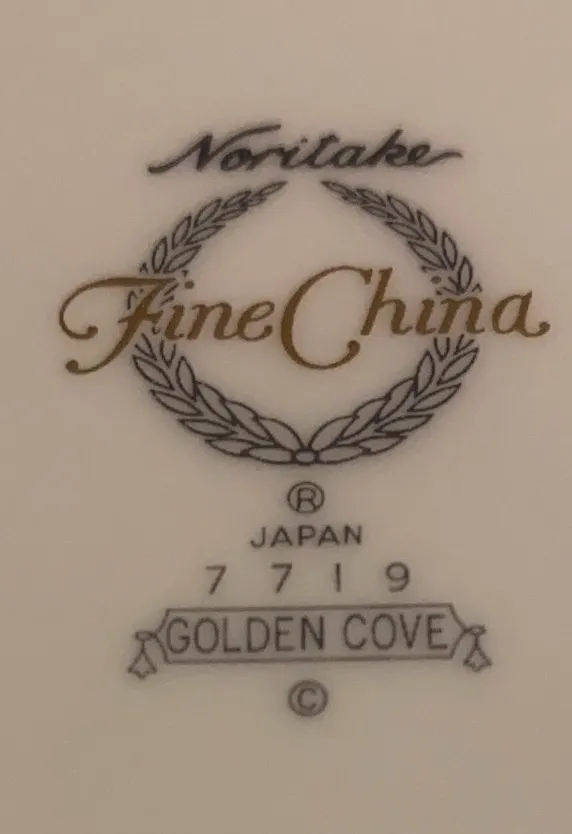 Noritake
Fine China
®
JAPAN
7719
GOLDEN COVE
©